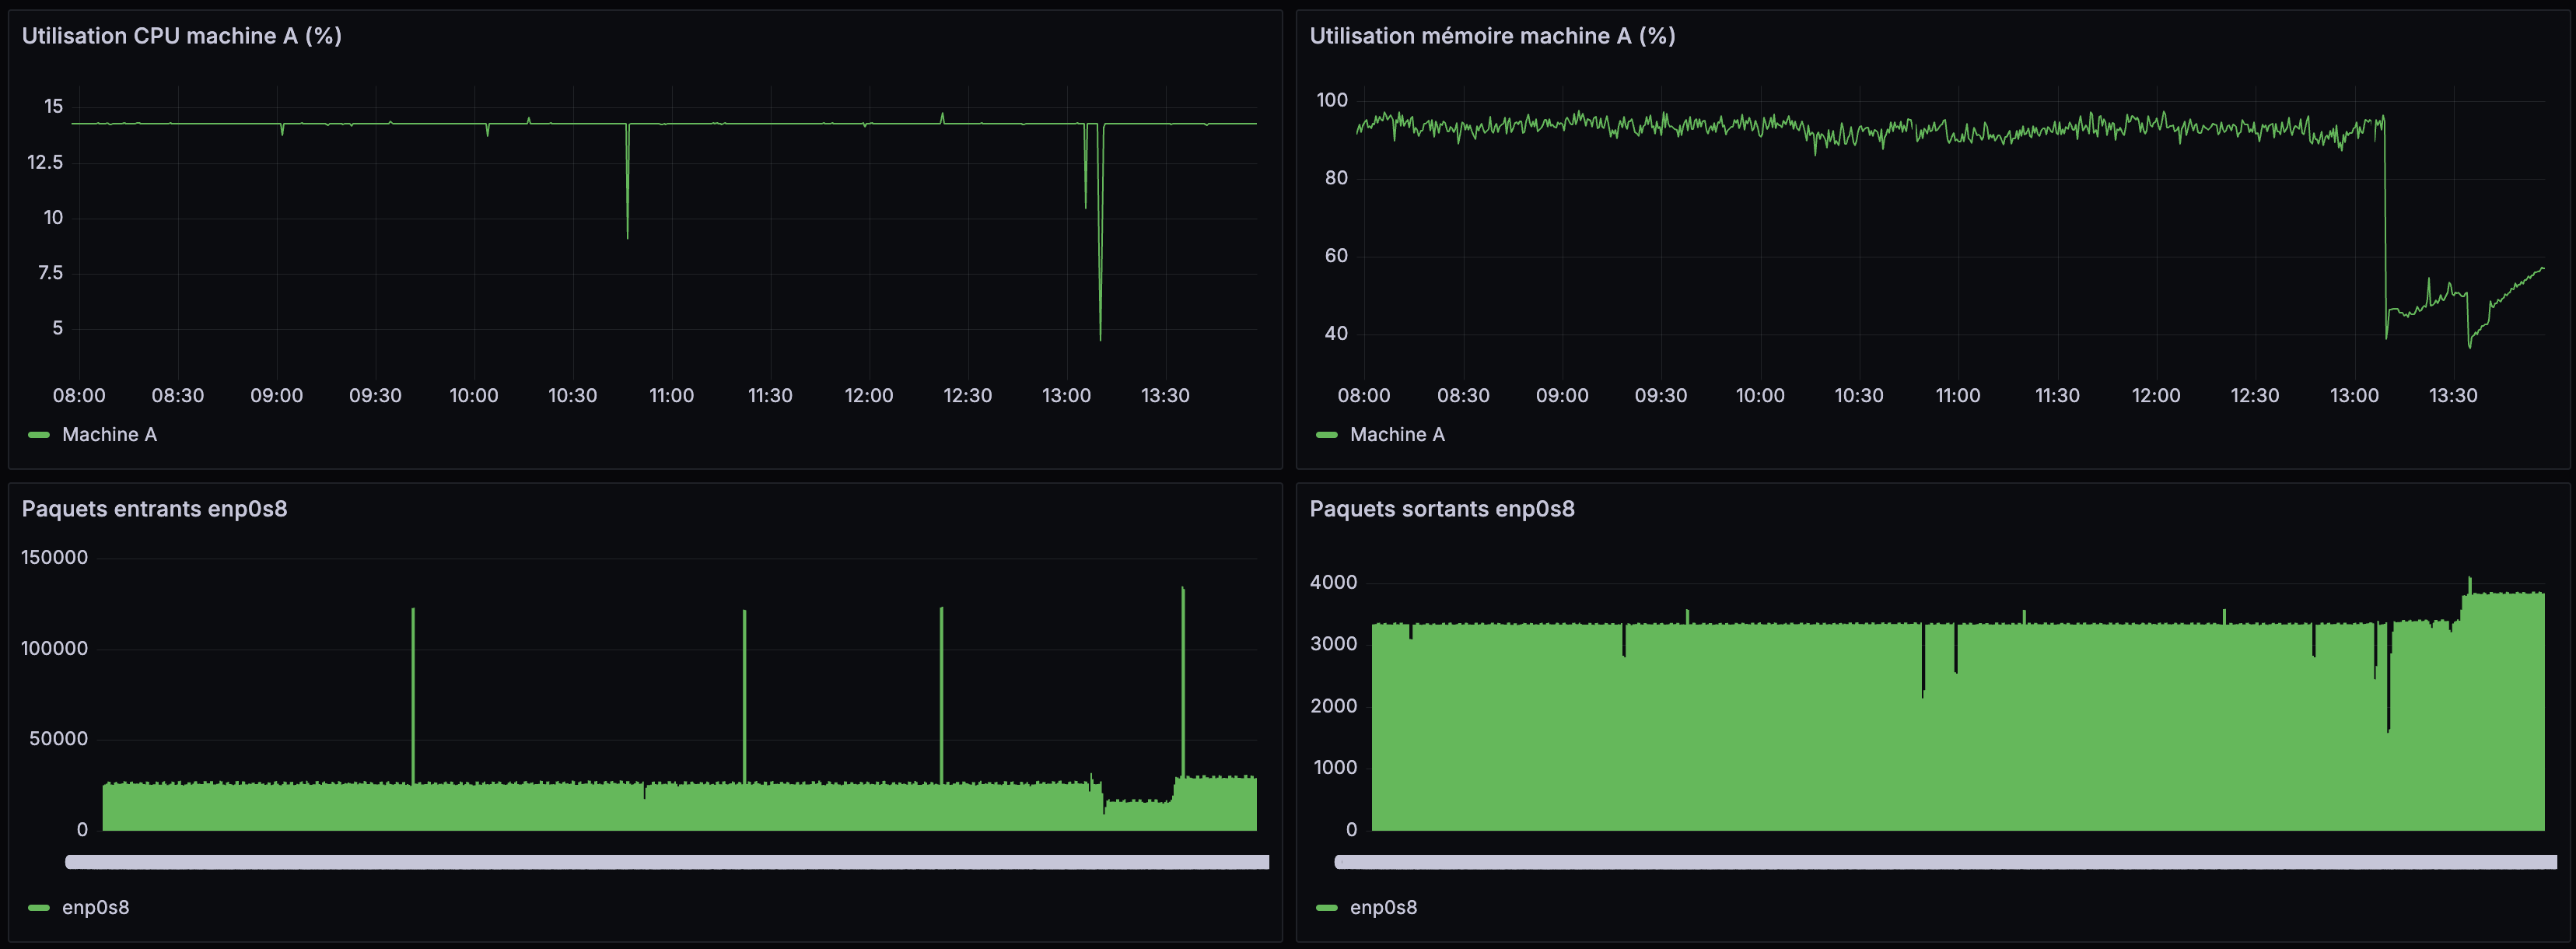 Utilisation CPU machine A (%)
15
12.5
10
7.5
5
08:00 08:30 09:00 09:30 10:00 10:30 11:00 11:30 12:00 12:30 13:00 13:30
Machine A
Utilisation mémoire machine A (%)
100
80
60
40
08:00 08:30 09:00 09:30 10:00 10:30 11:00 11:30 12:00 12:30 13:00 13:30
Machine A
Paquets entrants enp0s8
150000
100000
50000
0
enp0s8
Paquets sortants enp0s8
4000
3000
2000
1000
0
enp0s8